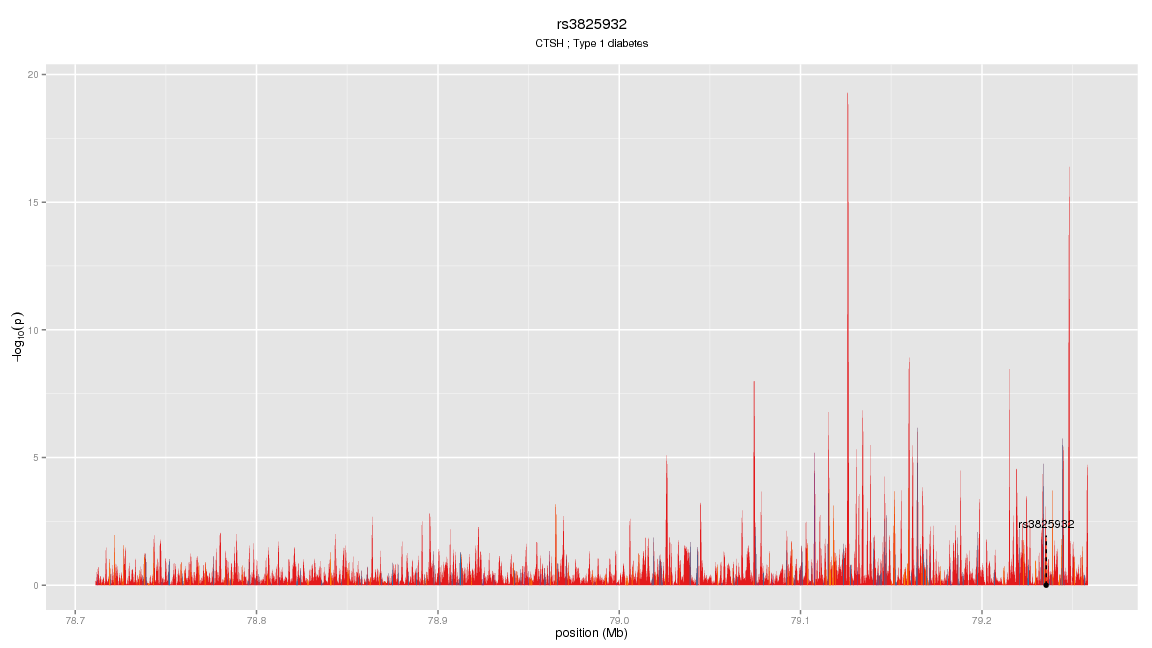 rs3825932
CTSH ; Type 1 diabetes
20
15
10
5
0
−log10(p)
rs3825932
78.7 78.8 78.9 79.0 79.1 79.2
position (Mb)